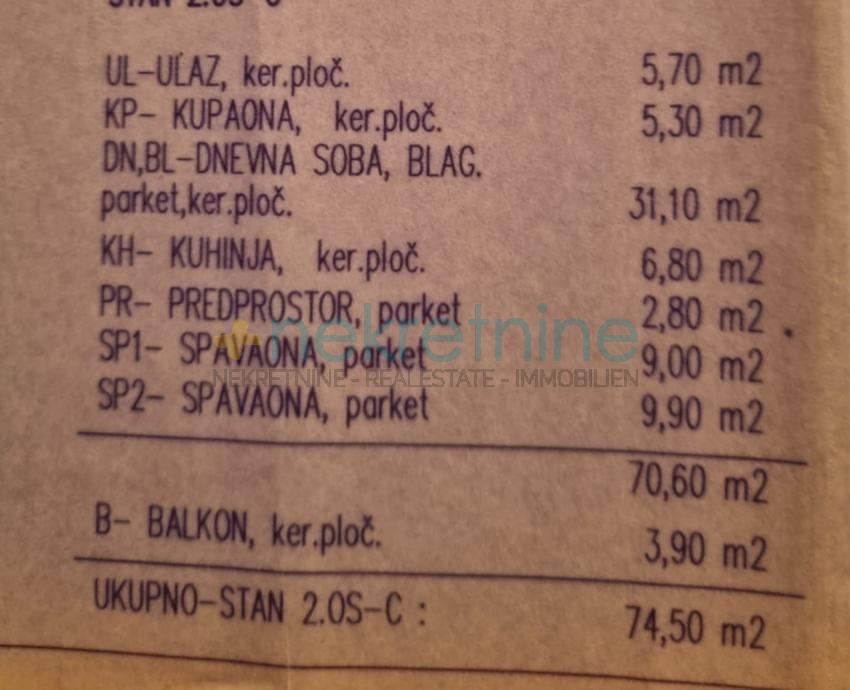 STAN 2.0S-C
UL-ULAZ, ker.ploč. 5,70 m2
KP- KUPAONA, ker.ploč. 5,30 m2
DN,BL-DNEVNA SOBA, BLAG.
parket,ker.ploč. 31,10 m2
KH- KUHINJA, ker.ploč. 6,80 m2
PR- PREDPROSTOR, parket 2,80 m2
nekretnine
SP1- SPAVAONA, parket 9,00 m2
NEKRETNINE - REALESTATE - IMMOBILIEN
SP2- SPAVAONA, parket 9,90 m2
70,60 m2
B- BALKON, ker.ploč. 3,90 m2
UKUPNO-STAN 2.0S-C : 74,50 m2